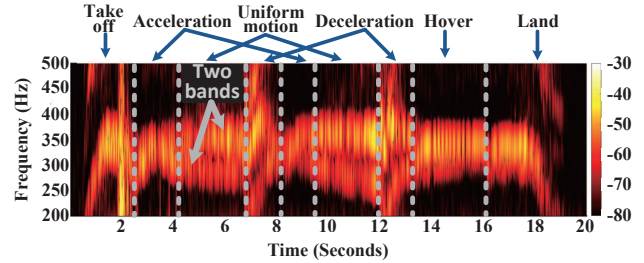 Take off
Acceleration
Uniform motion
Deceleration
Hover
Land
Two bands
Frequency (Hz)
500
450
400
350
300
250
200
2
4
6
8
10
12
14
16
18
20
Time (Seconds)
-30
-40
-50
-60
-70
-80